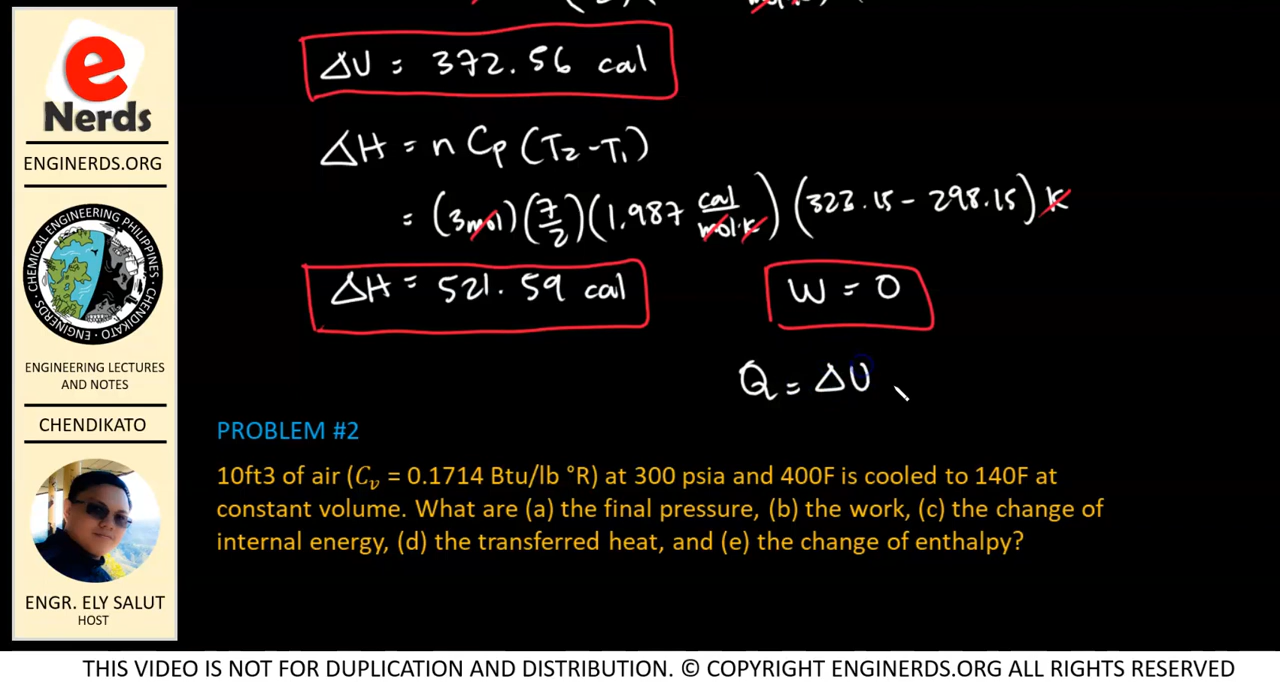 e
Nerds
ENGINERDS.ORG
CHEMICAL ENGINEERING PHILIPPINES
CHENDIKATO • ENGINERDS
ENGINEERING LECTURES
AND NOTES
CHENDIKATO
ENGR. ELY SALUT
HOST
ΔU = 372.56 cal
ΔH = n Cp (T2 - T1)
= (3mol) (7/2) (1.987 cal/mol·K) (323.15 - 298.15) K
ΔH = 521.59 cal
W = 0
Q = ΔU
PROBLEM #2
10ft3 of air (Cv = 0.1714 Btu/lb °R) at 300 psia and 400F is cooled to 140F at
constant volume. What are (a) the final pressure, (b) the work, (c) the change of
internal energy, (d) the transferred heat, and (e) the change of enthalpy?
THIS VIDEO IS NOT FOR DUPLICATION AND DISTRIBUTION. © COPYRIGHT ENGINERDS.ORG ALL RIGHTS RESERVED